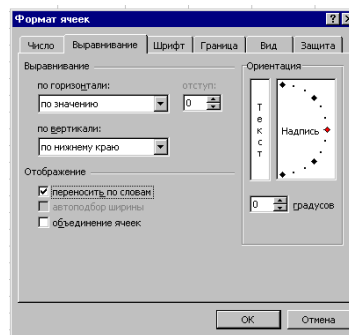 Формат ячеек
Число Выравнивание Шрифт Граница Вид Защита
Выравнивание
по горизонтали: отступ:
по значению 0
по вертикали:
по нижнему краю
Отображение
переносить по словам
автоподбор ширины
объединение ячеек
Ориентация
Текст
Надпись
0 градусов
ОК Отмена